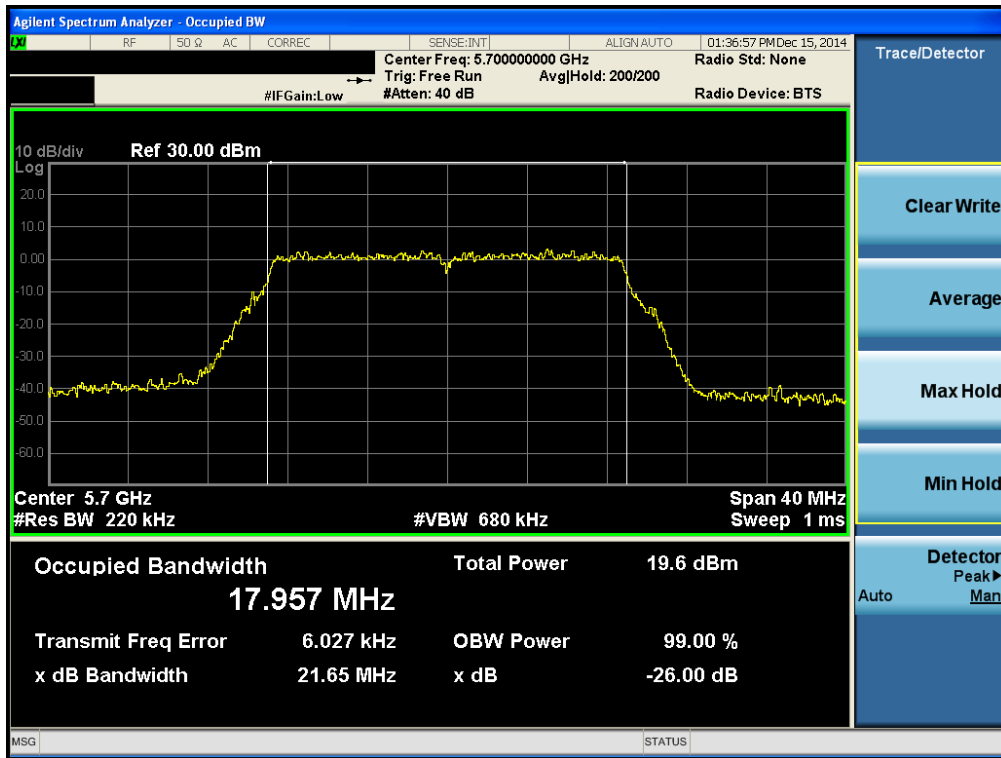 Agilent Spectrum Analyzer - Occupied BW
LXI RF 50 Ω AC CORREC SENSE:INT ALIGN AUTO 01:36:57 PM Dec 15, 2014
Center Freq: 5.700000000 GHz Radio Std: None
Trig: Free Run Avg|Hold: 200/200
#IFGain:Low #Atten: 40 dB Radio Device: BTS
Trace/Detector
10 dB/div Ref 30.00 dBm
Log
20.0
10.0
0.00
-10.0
-20.0
-30.0
-40.0
-50.0
-60.0
Center 5.7 GHz Span 40 MHz
#Res BW 220 kHz #VBW 680 kHz Sweep 1 ms
Occupied Bandwidth Total Power 19.6 dBm
17.957 MHz
Transmit Freq Error 6.027 kHz OBW Power 99.00 %
x dB Bandwidth 21.65 MHz x dB -26.00 dB
Clear Write
Average
Max Hold
Min Hold
Detector
Peak▶
Auto Man
MSG STATUS